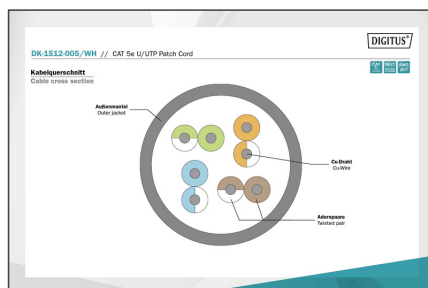 DIGITUS®
DK-1512-005/WH // CAT 5e U/UTP Patch Cord
Kabelquerschnitt
Cable cross section
Außenmantel
Outer jacket
Cu-Draht
Cu-Wire
Adernpaare
Twisted pair